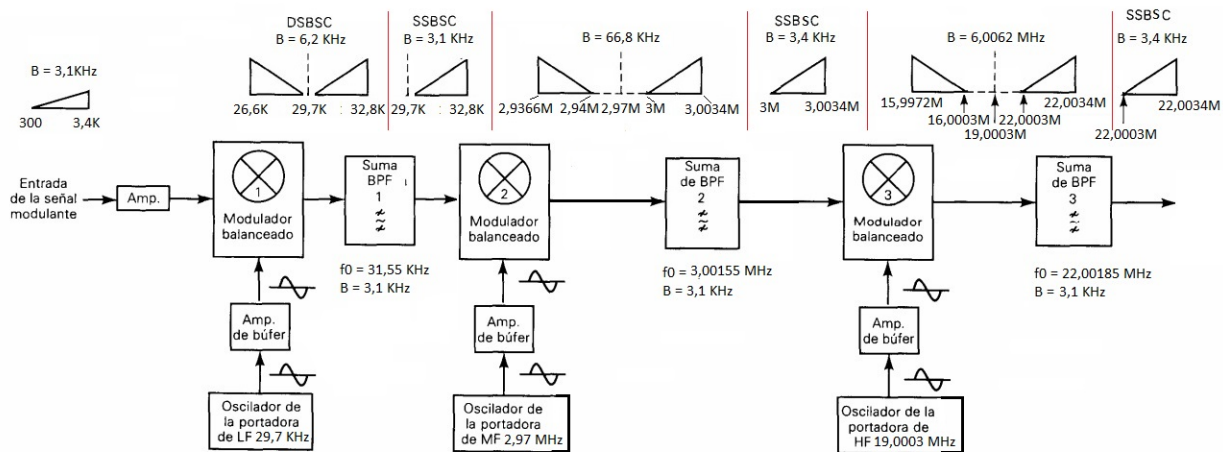 DSBSC
B = 6,2 KHz
SSBSC
B = 3,1 KHz
B = 66,8 KHz
SSBSC
B = 3,4 KHz
B = 6,0062 MHz
SSBSC
B = 3,4 KHz
B = 3,1KHz
300 3,4K
26,6K 29,7K : 32,8K
29,7K : 32,8K
2,9366M 2,94M 2,97M 3M 3,0034M
3M 3,0034M
15,9972M 16,0003M 19,0003M 22,0003M 22,0034M
22,0003M 22,0034M
Entrada
de la señal
modulante
Amp.
1
Modulador
balanceado
Suma
BPF
1
2
Modulador
balanceado
Suma
de BPF
2
3
Modulador
balanceado
Suma
de BPF
3
f0 = 31,55 KHz
B = 3,1 KHz
f0 = 3,00155 MHz
B = 3,1 KHz
f0 = 22,00185 MHz
B = 3,1 KHz
Amp.
de búfer
Amp.
de búfer
Amp.
de búfer
Oscilador de
la portadora
de LF 29,7 KHz
Oscilador de
la portadora
de MF 2,97 MHz
Oscilador de la
portadora de
HF 19,0003 MHz